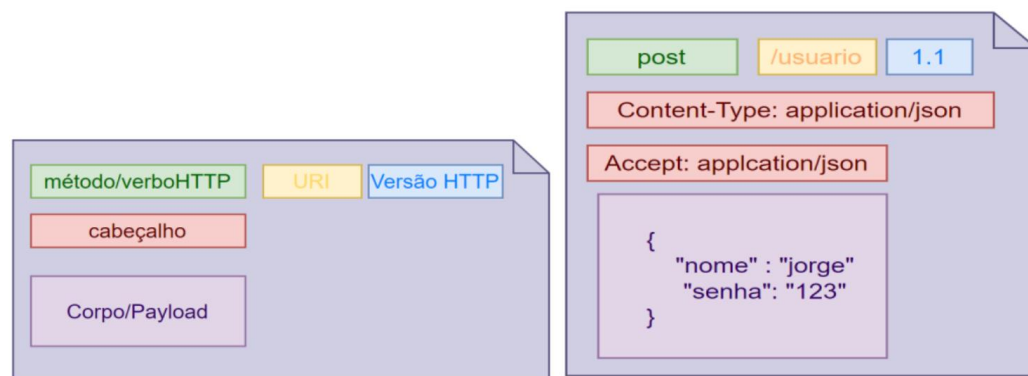 método/verboHTTP URI Versão HTTP
cabeçalho
Corpo/Payload
post /usuario 1.1
Content-Type: application/json
Accept: applcation/json
{
"nome" : "jorge"
"senha": "123"
}